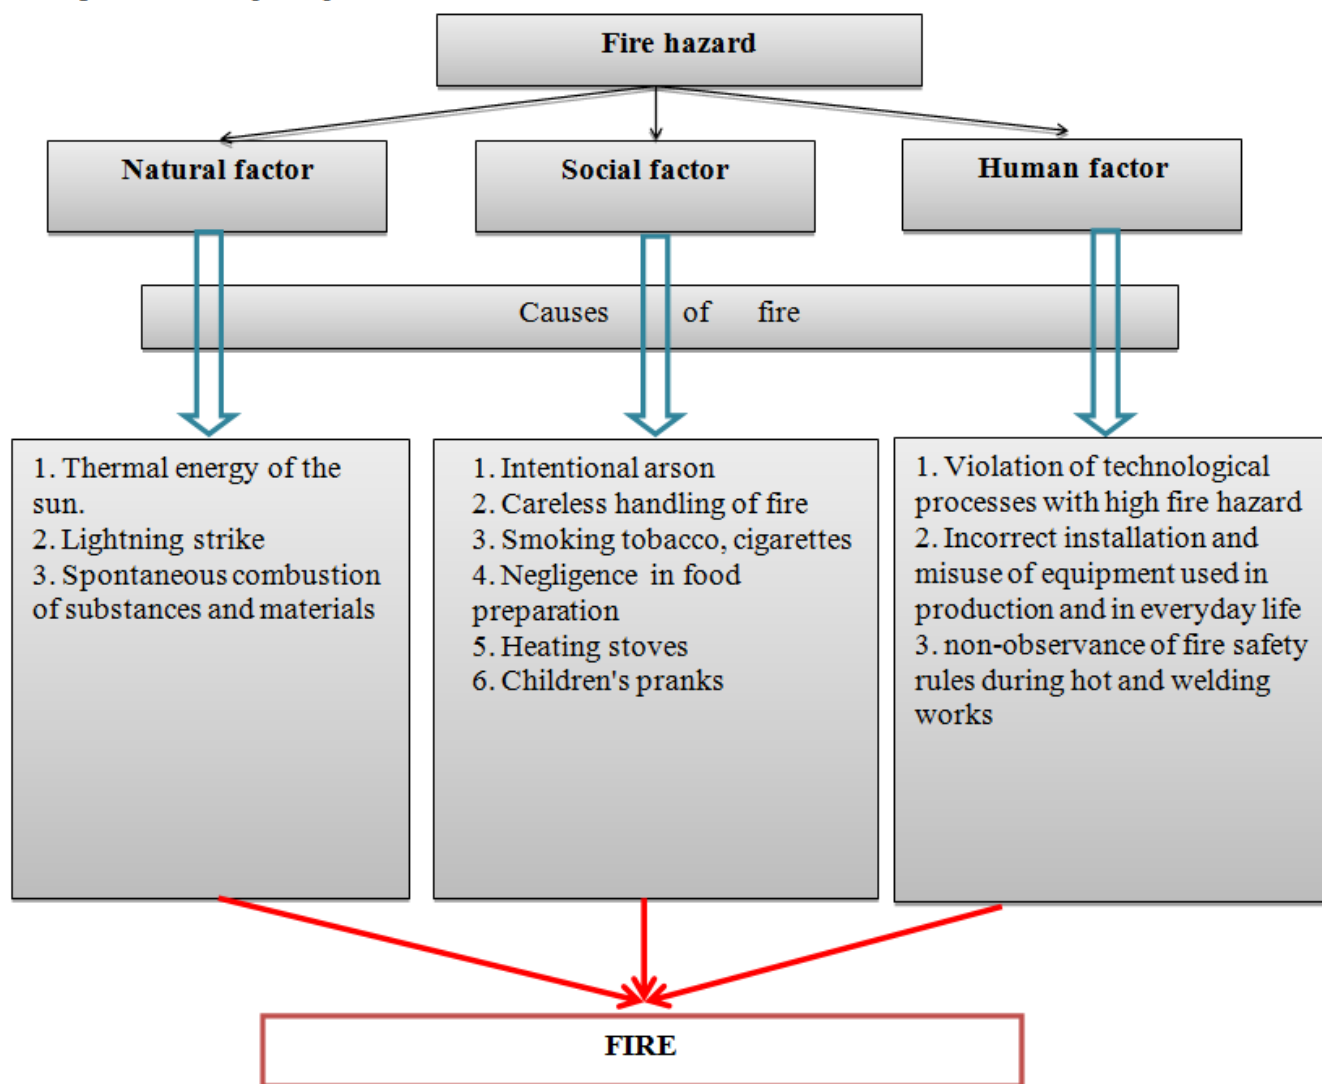 Fire hazard
Natural factor
Social factor
Human factor
Causes of fire
1. Thermal energy of the
sun.
2. Lightning strike
3. Spontaneous combustion
of substances and materials
1. Intentional arson
2. Careless handling of fire
3. Smoking tobacco, cigarettes
4. Negligence in food
preparation
5. Heating stoves
6. Children's pranks
1. Violation of technological
processes with high fire hazard
2. Incorrect installation and
misuse of equipment used in
production and in everyday life
3. non-observance of fire safety
rules during hot and welding
works
FIRE